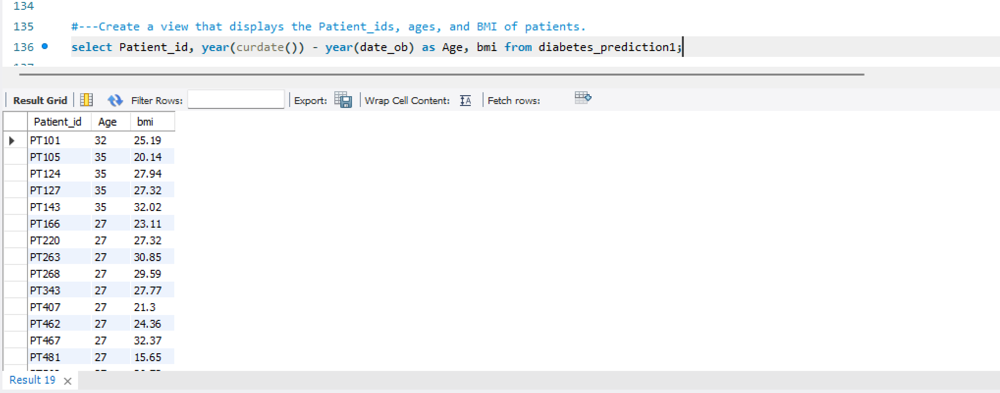 134
135 #---Create a view that displays the Patient_ids, ages, and BMI of patients.
136 select Patient_id, year(curdate()) - year(date_ob) as Age, bmi from diabetes_prediction1;
Result Grid Filter Rows: Export: Wrap Cell Content: Fetch rows:
Patient_id Age bmi
PT101 32 25.19
PT105 35 20.14
PT124 35 27.94
PT127 35 27.32
PT143 35 32.02
PT166 27 23.11
PT220 27 27.32
PT263 27 30.85
PT268 27 29.59
PT343 27 27.77
PT407 27 21.3
PT462 27 24.36
PT467 27 32.37
PT481 27 15.65
Result 19